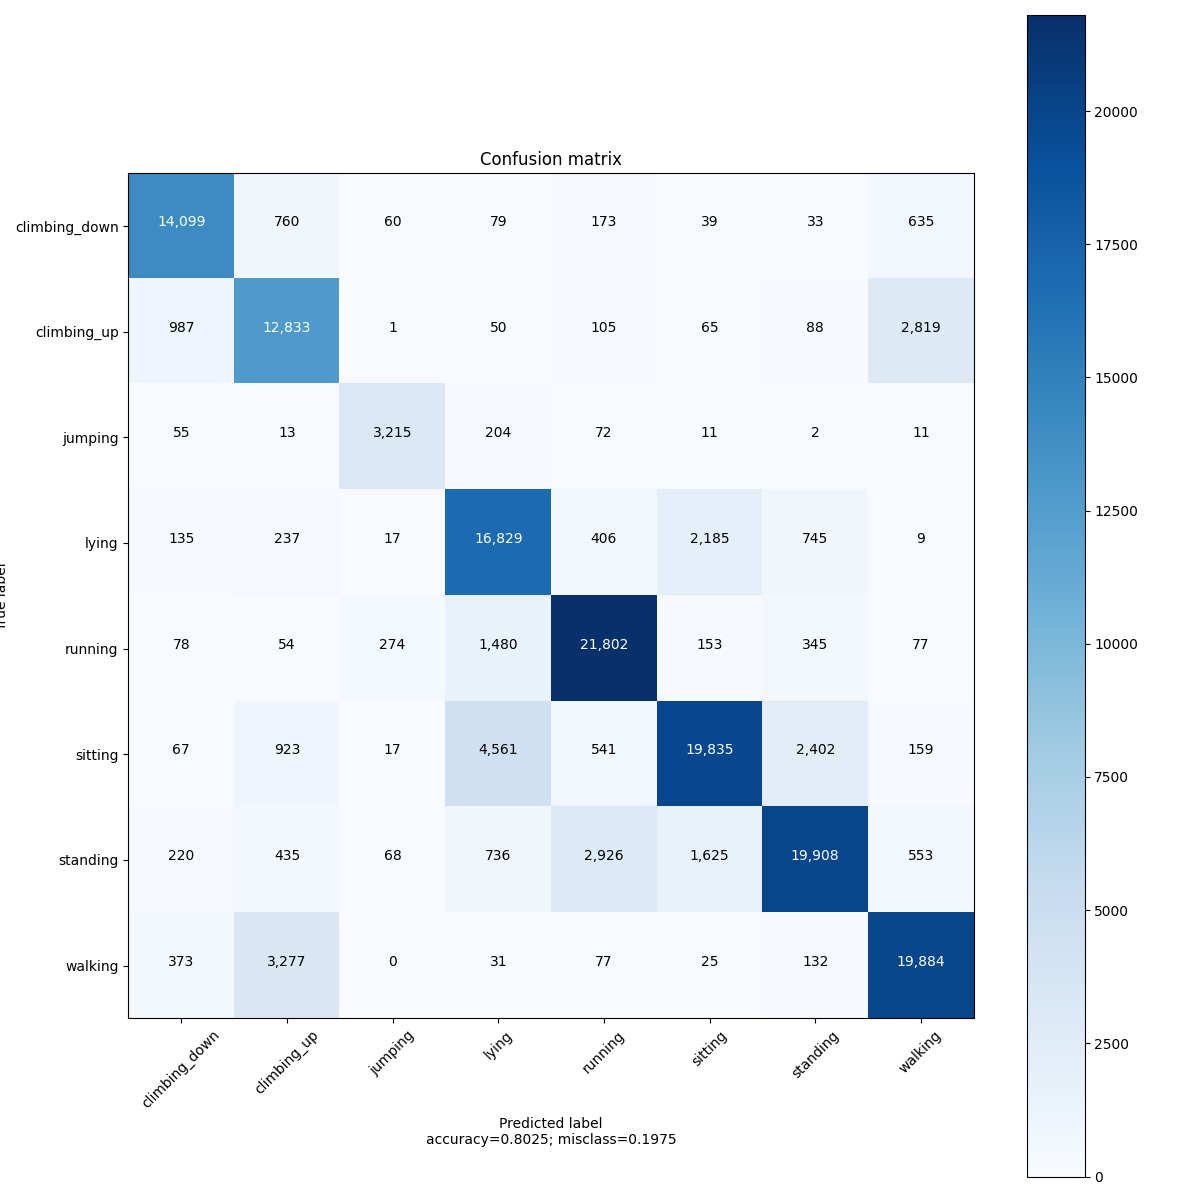 Confusion matrix
climbing_down 14,099 760 60 79 173 39 33 635
climbing_up 987 12,833 1 50 105 65 88 2,819
jumping 55 13 3,215 204 72 11 2 11
lying 135 237 17 16,829 406 2,185 745 9
running 78 54 274 1,480 21,802 153 345 77
sitting 67 923 17 4,561 541 19,835 2,402 159
standing 220 435 68 736 2,926 1,625 19,908 553
walking 373 3,277 0 31 77 25 132 19,884
climbing_down climbing_up jumping lying running sitting standing walking
Predicted label
accuracy=0.8025; misclass=0.1975
label
20000
17500
15000
12500
10000
7500
5000
2500
0